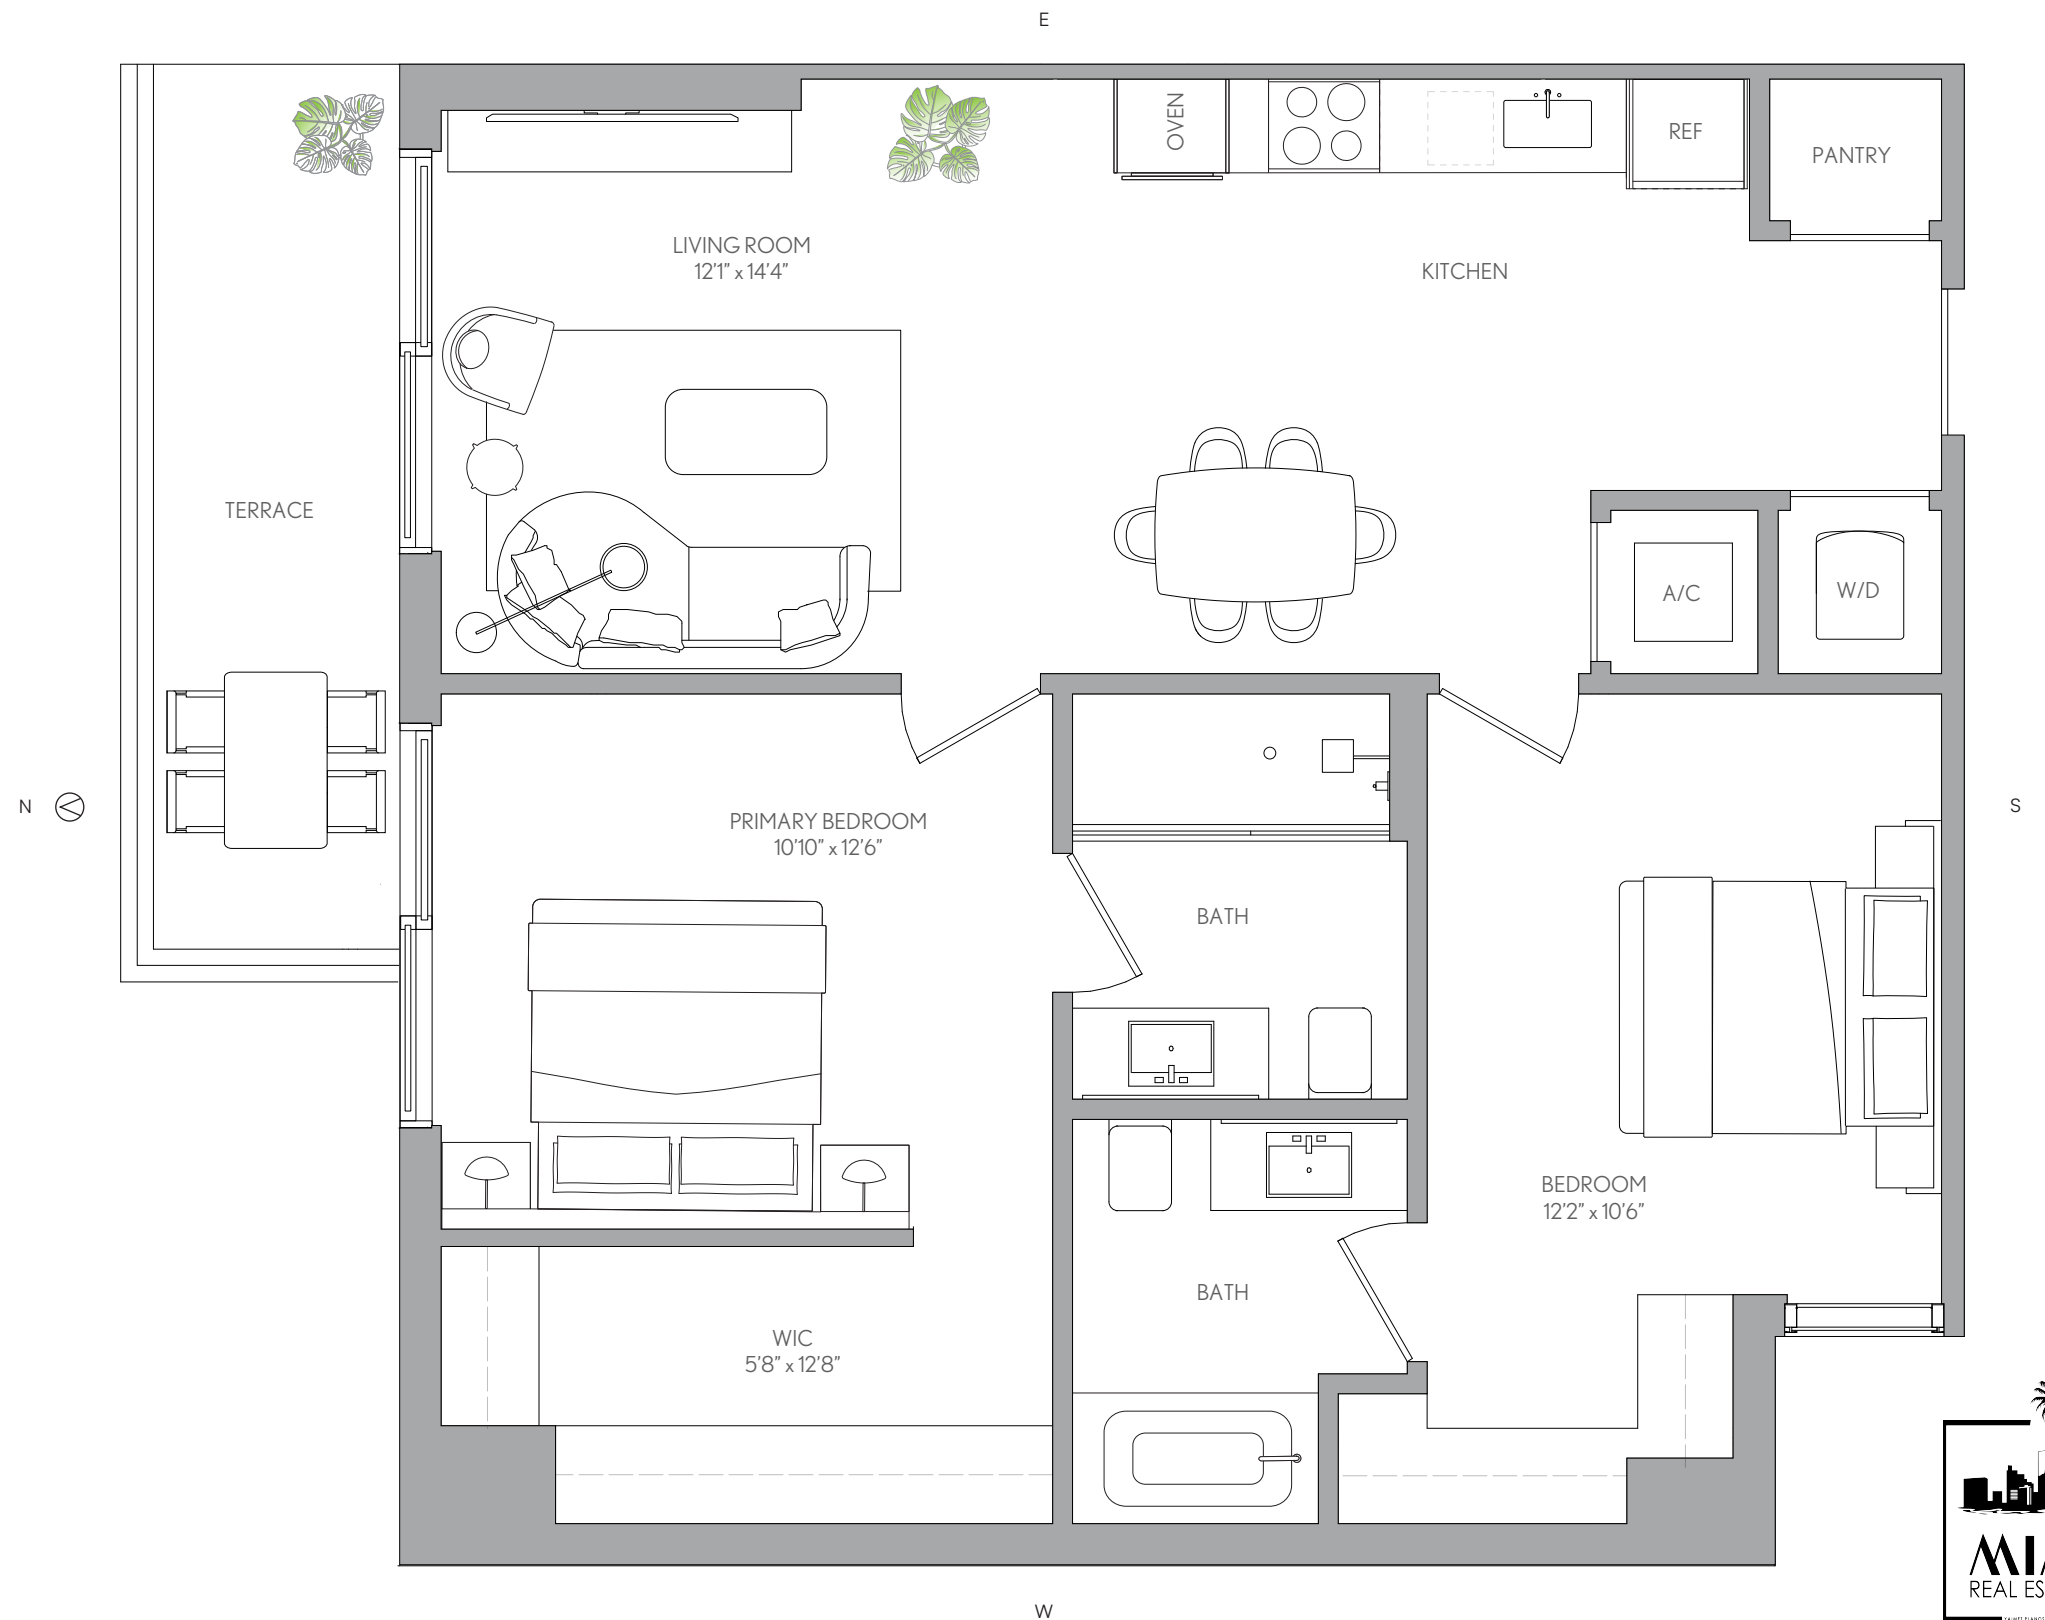 E
OVEN
REF
PANTRY
LIVING ROOM
12'1" x 14'4"
KITCHEN
TERRACE
A/C
W/D
N
S
PRIMARY BEDROOM
10'10" x 12'6"
BATH
BEDROOM
12'2" x 10'6"
BATH
WIC
5'8" x 12'8"
REAL ES
W